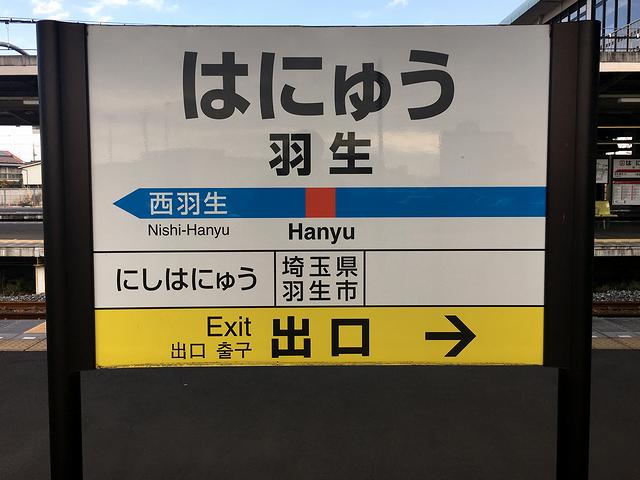 はにゅう
羽生
西羽生
Nishi-Hanyu
Hanyu
にしはにゅう
埼玉県
羽生市
Exit
出口 출구
出口